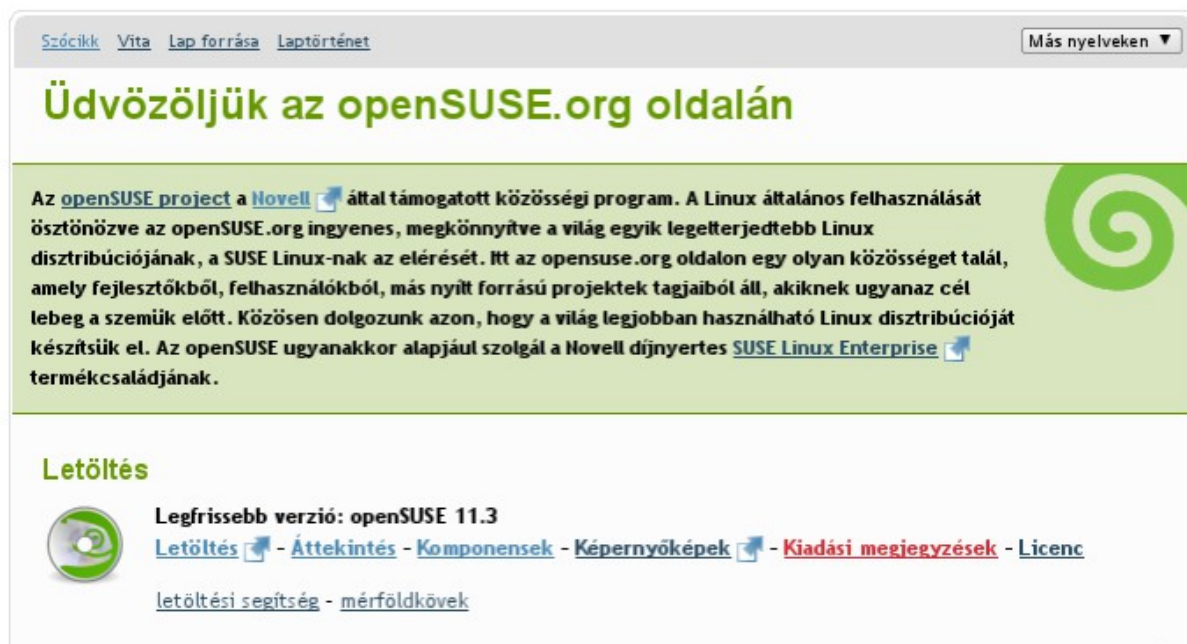 Szócikk Vita Lap forrása Laptörténet Más nyelveken ▼
Üdvözöljük az openSUSE.org oldalán
Az openSUSE project a Novell által támogatott közösségi program. A Linux általános felhasználását
ösztönözve az openSUSE.org ingyenes, megkönnyítve a világ egyik legelterjedtebb Linux
disztribúciójának, a SUSE Linux-nak az elérését. Itt az opensuse.org oldalon egy olyan közösséget talál,
amely fejlesztőkből, felhasználókból, más nyílt forrású projektek tagjaiból áll, akiknek ugyanaz cél
lebeg a szemük előtt. Közösen dolgozunk azon, hogy a világ legjobban használható Linux disztribúcióját
készítsük el. Az openSUSE ugyanakkor alapjául szolgál a Novell díjnyertes SUSE Linux Enterprise
termékcsaládjának.
Letöltés
Legfrissebb verzió: openSUSE 11.3
Letöltés - Áttekintés - Komponensek - Képernyőképek - Kiadási megjegyzések - Licenc
letöltési segítség - mérföldkövek